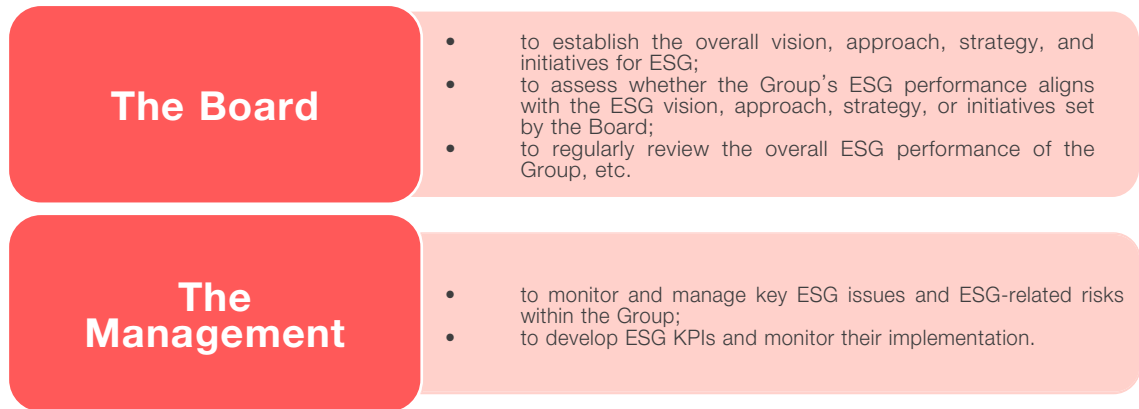 The Board
• to establish the overall vision, approach, strategy, and
initiatives for ESG;
• to assess whether the Group's ESG performance aligns
with the ESG vision, approach, strategy, or initiatives set
by the Board;
• to regularly review the overall ESG performance of the
Group, etc.
The
Management
• to monitor and manage key ESG issues and ESG-related risks
within the Group;
• to develop ESG KPIs and monitor their implementation.